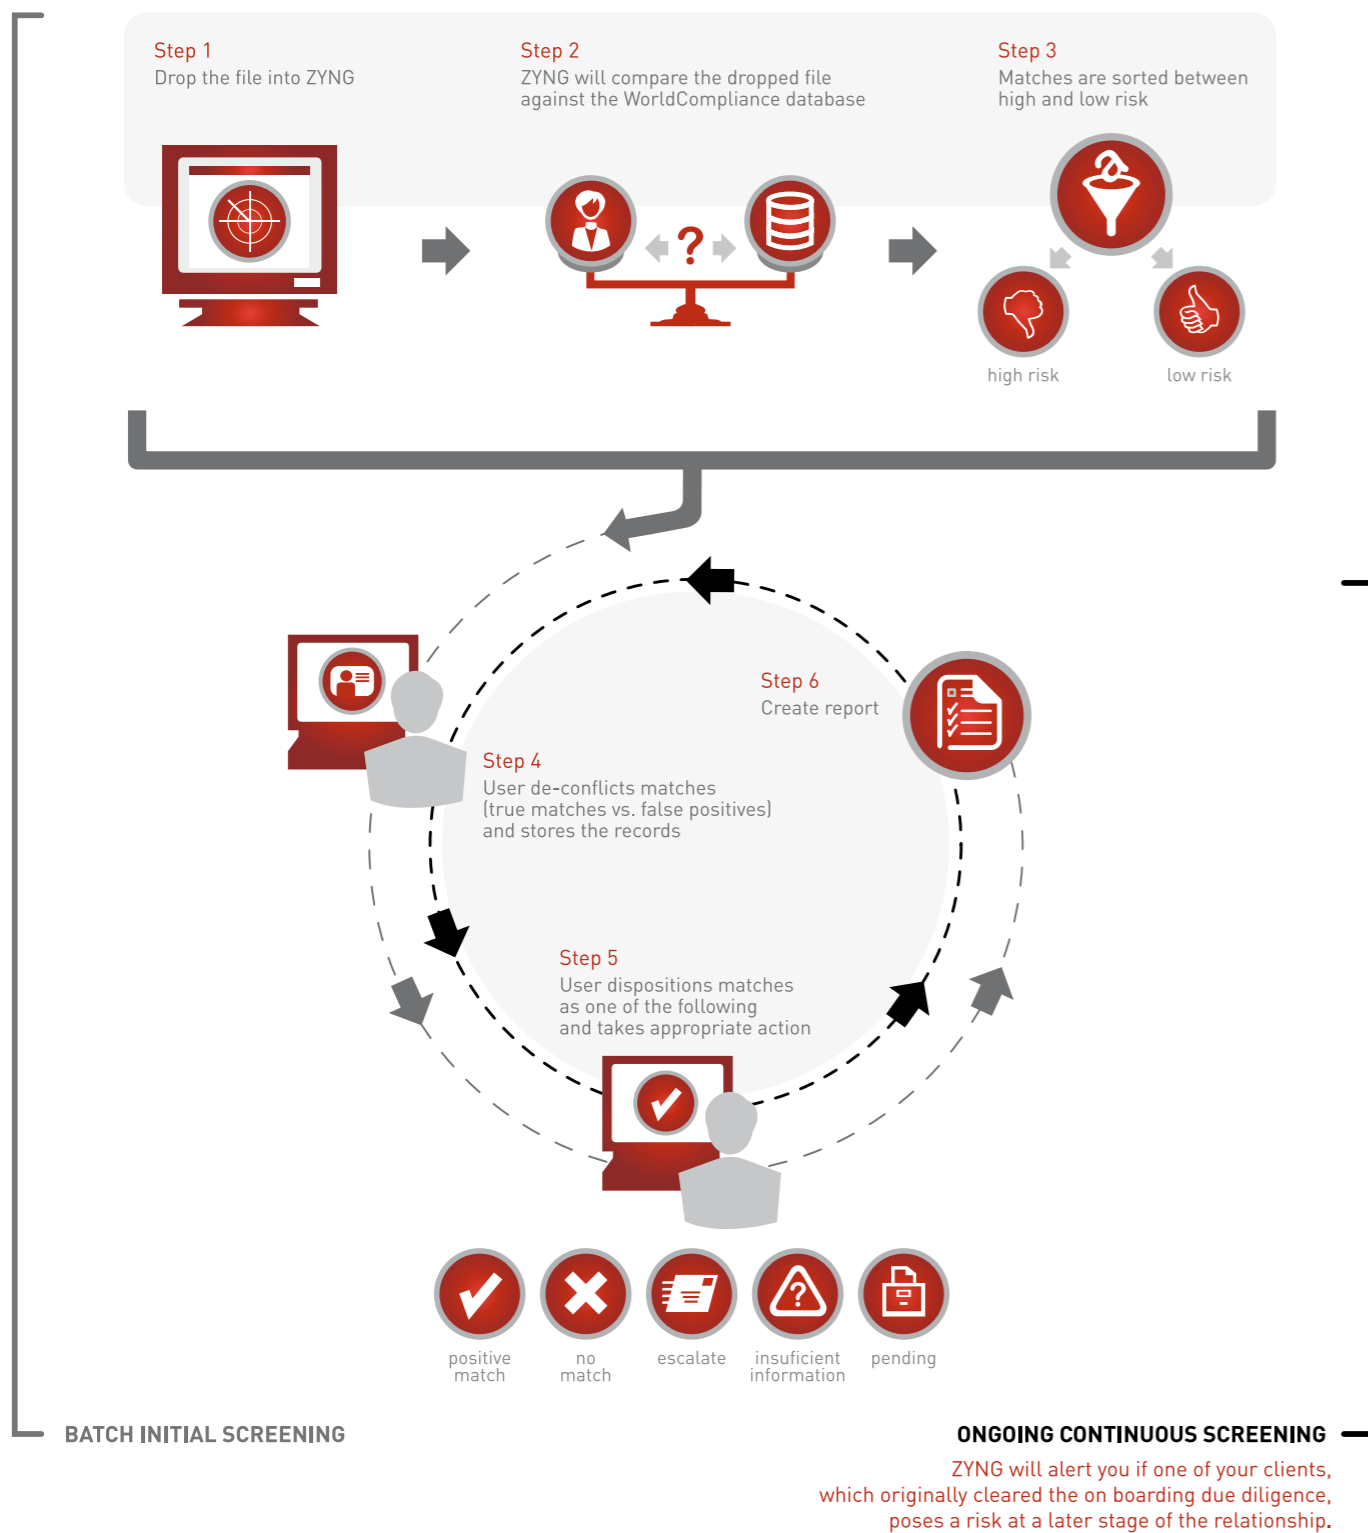 Step 1
Drop the file into ZYNG
Step 2
ZYNG will compare the dropped file
against the WorldCompliance database
Step 3
Matches are sorted between
high and low risk
?
high risk
low risk
Step 6
Create report
Step 4
User de-conflicts matches
(true matches vs. false positives)
and stores the records
Step 5
User dispositions matches
as one of the following
and takes appropriate action
?
positive
match
no
match
escalate
insuficient
information
pending
BATCH INITIAL SCREENING
ONGOING CONTINUOUS SCREENING
ZYNG will alert you if one of your clients,
which originally cleared the on boarding due diligence,
poses a risk at a later stage of the relationship.